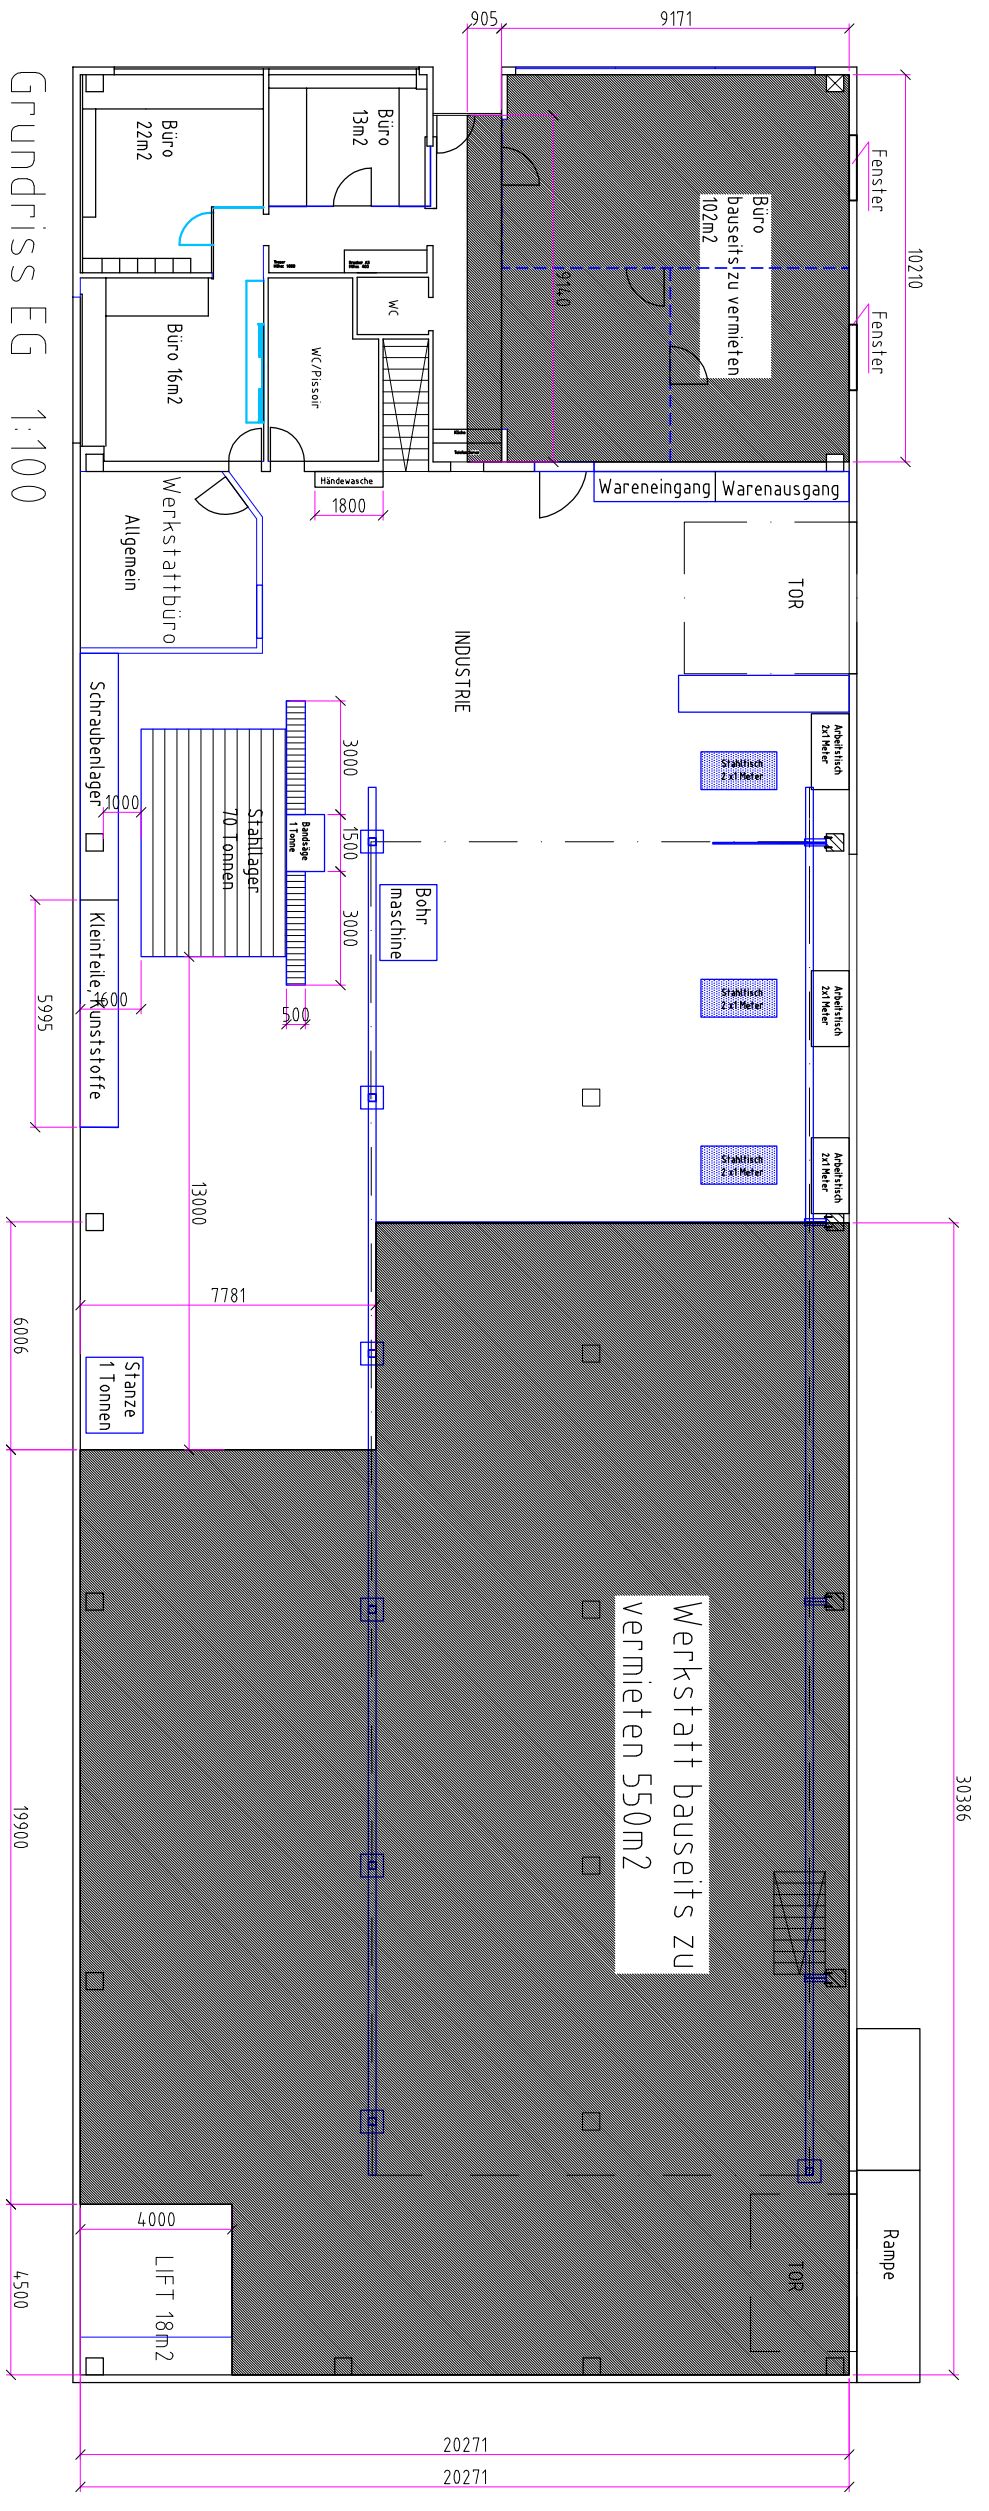 Grundriss EG 1:100
905
9171
10210
Fenster
Fenster
Büro
22m2
Büro
13m2
Büro
bauseits zu vermieten
102m2
9140
WC
WC/Pissoir
Büro 16m2
Händewasche
1800
Wareneingang
Warenausgang
Werkstattbüro
Allgemein
TOR
INDUSTRIE
Schraubenlager
1000
Stahllager
70 Tonnen
3000
1500
3000
Bandsäge
1 Tonne
Bohr
maschine
500
Stahltisch
2 x1 Meter
Arbeitstisch
2x1 Meter
Stahltisch
2 x1 Meter
Arbeitstisch
2x1 Meter
Stahltisch
2 x1 Meter
Arbeitstisch
2x1 Meter
Kleinteile, Kunststoffe
1600
5995
13000
7781
6006
Stanze
1 Tonnen
30386
Werkstatt bauseits zu
vermieten 550m2
19900
4000
LIFT 18m2
4500
TOR
Rampe
20271
20271